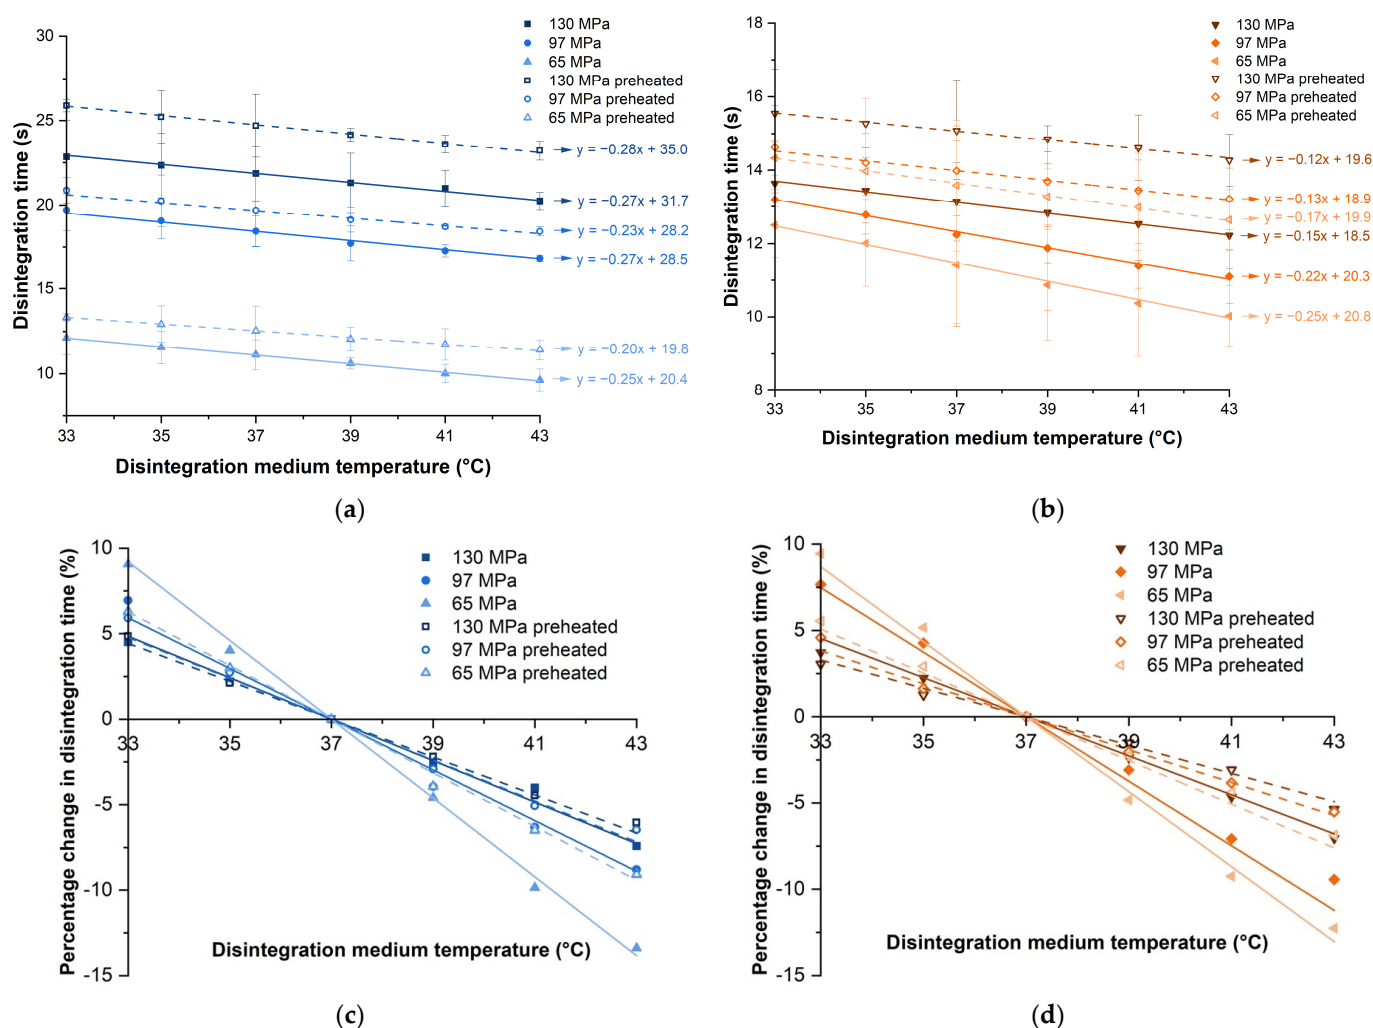 130 MPa
97 MPa
65 MPa
130 MPa preheated
97 MPa preheated
65 MPa preheated
30
25
20
15
10
Disintegration time (s)
y = −0.28x + 35.0
y = −0.27x + 31.7
y = −0.23x + 28.2
y = −0.27x + 28.5
y = −0.20x + 19.8
y = −0.25x + 20.4
33 35 37 39 41 43
Disintegration medium temperature (°C)
(a)
130 MPa
97 MPa
65 MPa
130 MPa preheated
97 MPa preheated
65 MPa preheated
18
16
14
12
10
8
Disintegration time (s)
y = −0.12x + 19.6
y = −0.13x + 18.9
y = −0.17x + 19.9
y = −0.15x + 18.5
y = −0.22x + 20.3
y = −0.25x + 20.8
33 35 37 39 41 43
Disintegration medium temperature (°C)
(b)
130 MPa
97 MPa
65 MPa
130 MPa preheated
97 MPa preheated
65 MPa preheated
10
5
0
-5
-10
-15
Percentage change in disintegration time (%)
33 35 37 39 41 43
Disintegration medium temperature (°C)
(c)
130 MPa
97 MPa
65 MPa
130 MPa preheated
97 MPa preheated
65 MPa preheated
10
5
0
-5
-10
-15
Percentage change in disintegration time (%)
33 35 37 39 41 43
Disintegration medium temperature (°C)
(d)